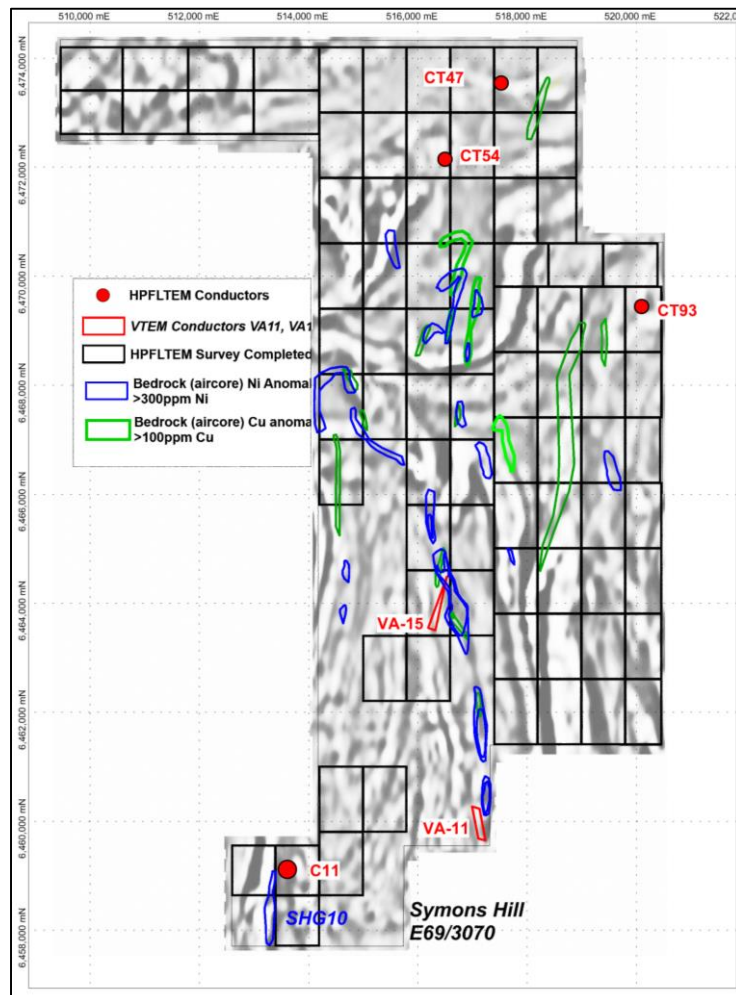 510,000 mE 512,000 mE 514,000 mE 516,000 mE 518,000 mE 520,000 mE 522,0
6,474,000 mN
CT47
CT54
6,472,000 mN
6,470,000 mN
HPFLTEM Conductors
CT93
VTEM Conductors VA11, VA1
HPFLTEM Survey Completed
Bedrock (aircore) Ni Anomal
>300ppm Ni
6,468,000 mN
Bedrock (aircore) Cu anoma
>100ppm Cu
6,466,000 mN
6,464,000 mN
VA-15
6,462,000 mN
6,460,000 mN
VA-11
C11
SHG10
Symons Hill
E69/3070
6,458,000 mN